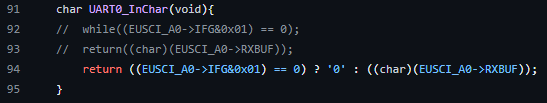 91 char UART0_InChar(void){
92 //  while((EUSCI_A0->IFG&0x01) == 0);
93 //  return((char)(EUSCI_A0->RXBUF));
94 return ((EUSCI_A0->IFG&0x01) == 0) ? '0' : ((char)(EUSCI_A0->RXBUF));
95 }